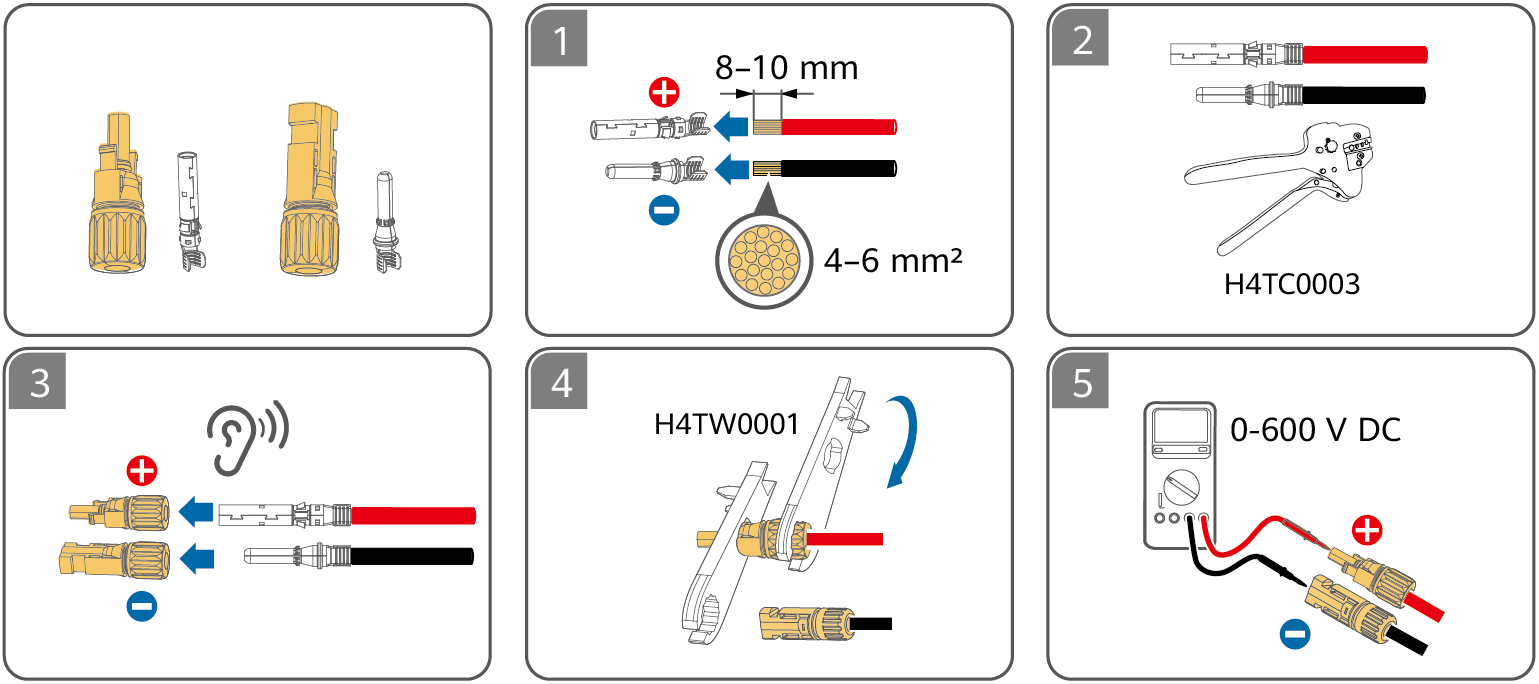 1
8–10 mm
4–6 mm²
2
H4TC0003
3
4
H4TW0001
5
0-600 V DC